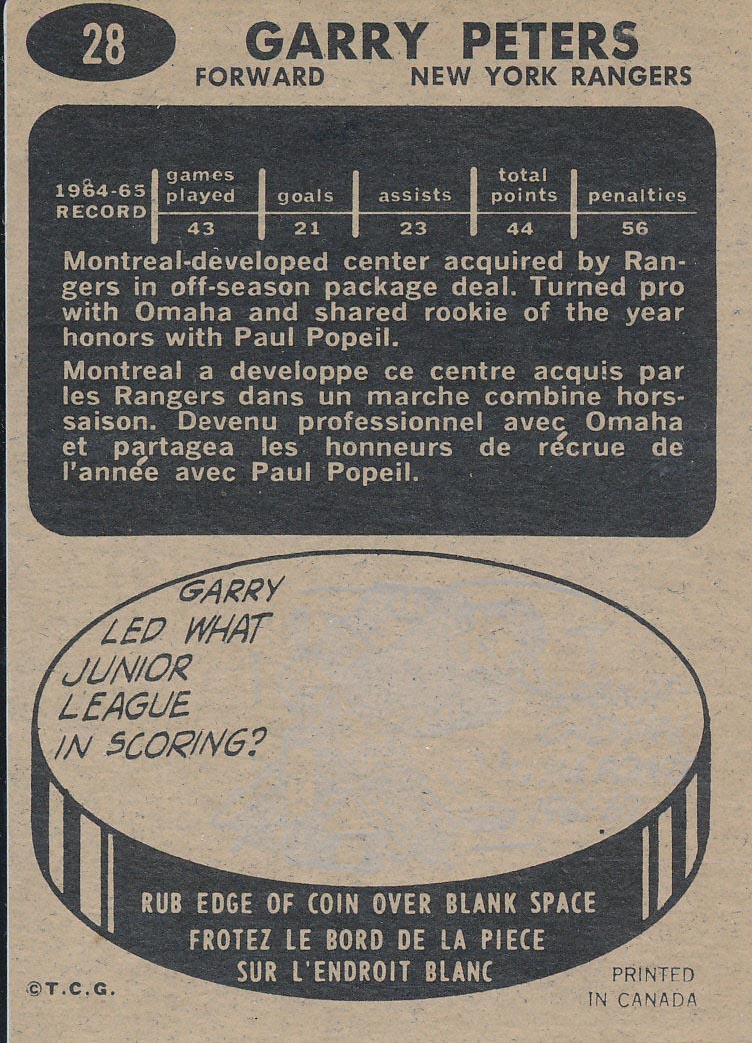 28
GARRY PETERS
FORWARD NEW YORK RANGERS
1964-65 RECORD
games played goals assists total points penalties
43 21 23 44 56
Montreal-developed center acquired by Ran-
gers in off-season package deal. Turned pro
with Omaha and shared rookie of the year
honors with Paul Popeil.
Montreal a developpe ce centre acquis par
les Rangers dans un marche combine hors-
saison. Devenu professionnel avec Omaha
et partagea les honneurs de récrue de
l'année avec Paul Popeil.
GARRY
LED WHAT
JUNIOR
LEAGUE
IN SCORING?
RUB EDGE OF COIN OVER BLANK SPACE
FROTEZ LE BORD DE LA PIECE
SUR L'ENDROIT BLANC
©T.C.G.
PRINTED
IN CANADA